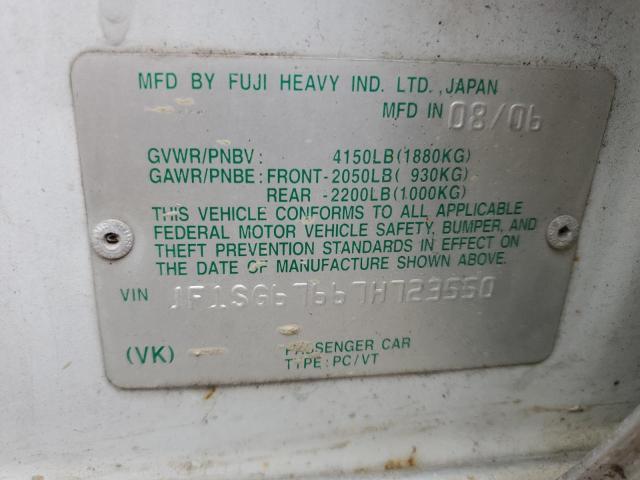 MFD BY FUJI HEAVY IND. LTD., JAPAN
MFD IN 08/06
GVWR/PNBV: 4150LB(1880KG)
GAWR/PNBE: FRONT-2050LB( 930KG)
REAR -2200LB(1000KG)
THIS VEHICLE CONFORMS TO ALL APPLICABLE
FEDERAL MOTOR VEHICLE SAFETY, BUMPER, AND
THEFT PREVENTION STANDARDS IN EFFECT ON
THE DATE OF MANUFACTURE SHOWN ABOVE.
VIN JF1SG67667H723550
(VK) PASSENGER CAR
TYPE: PC/VT